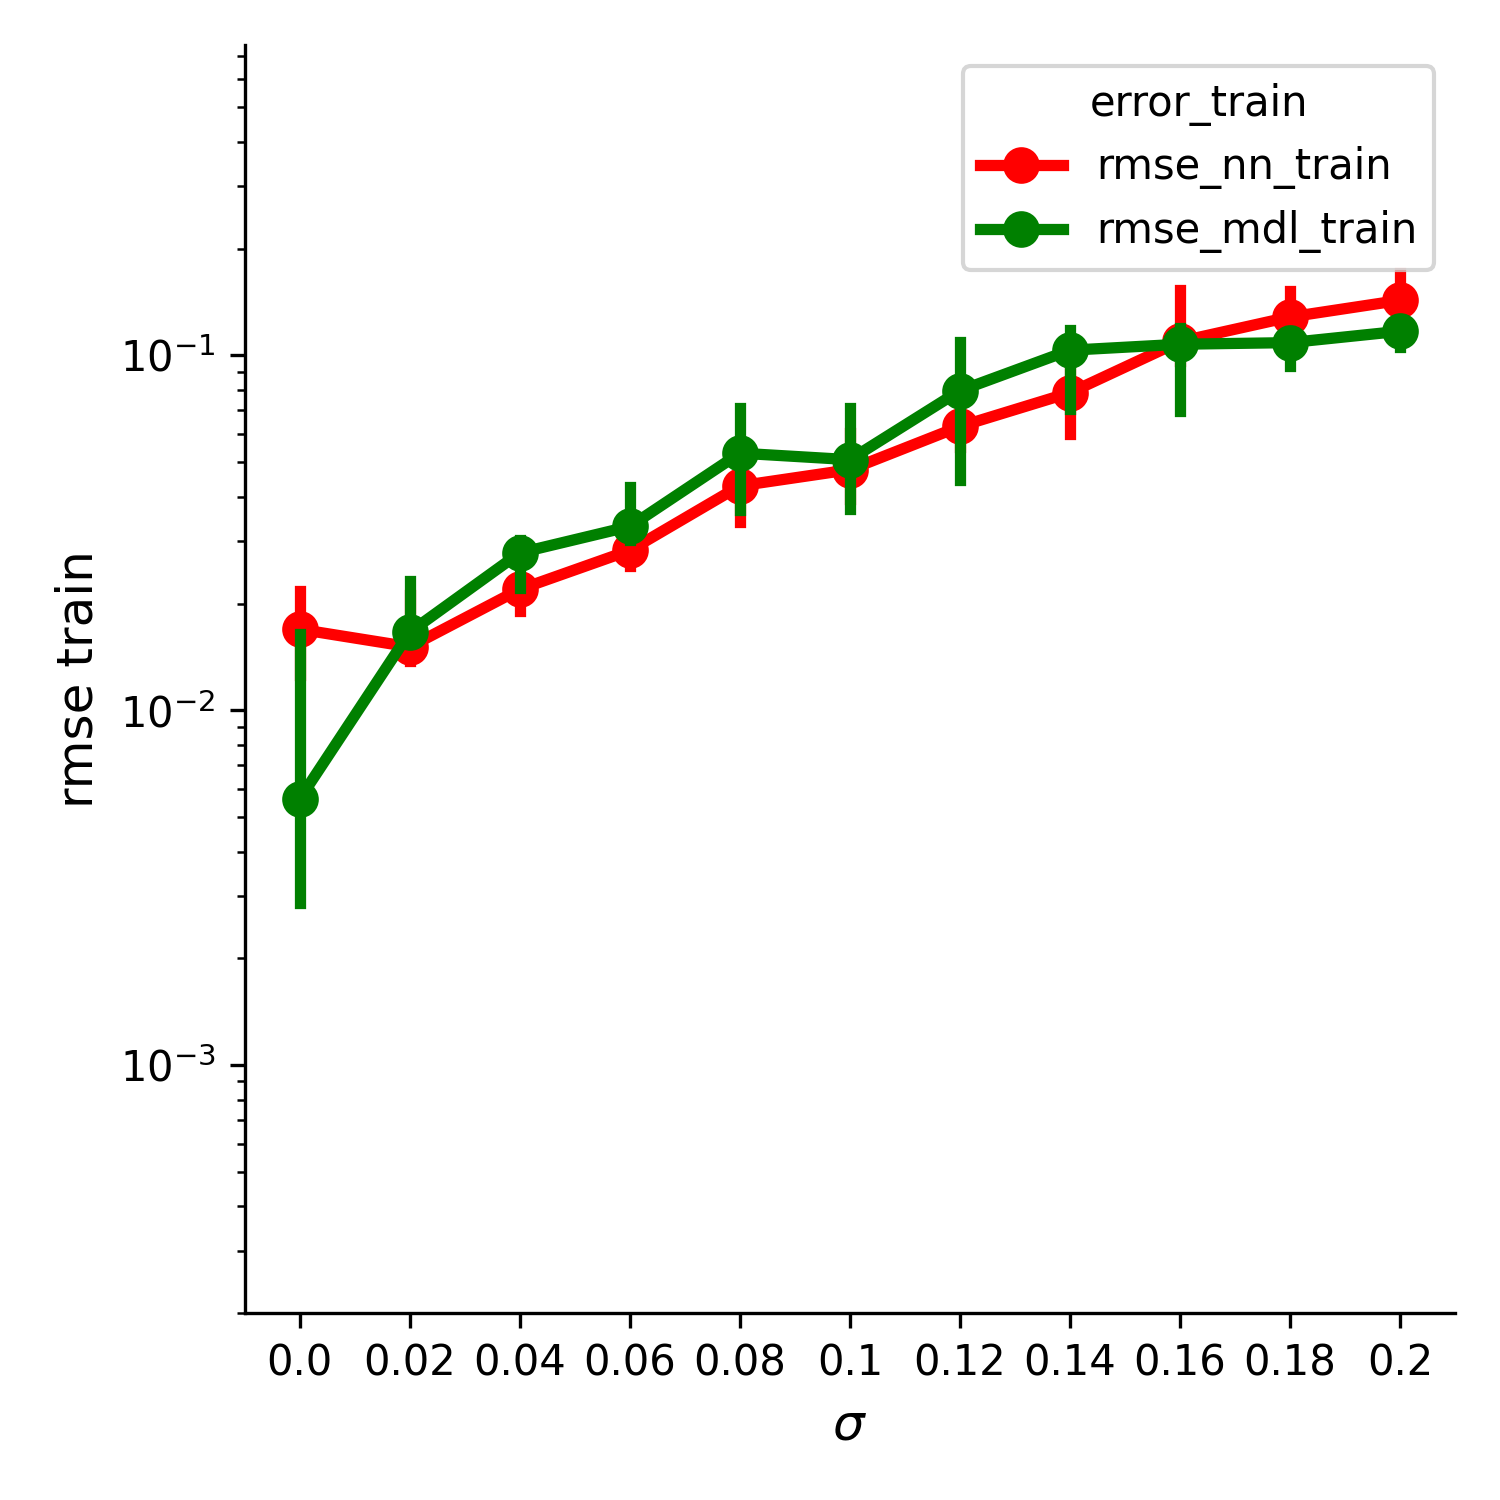 error_train
rmse_nn_train
rmse_mdl_train
rmse train
10⁻¹
10⁻²
10⁻³
0.0 0.02 0.04 0.06 0.08 0.1 0.12 0.14 0.16 0.18 0.2
σ